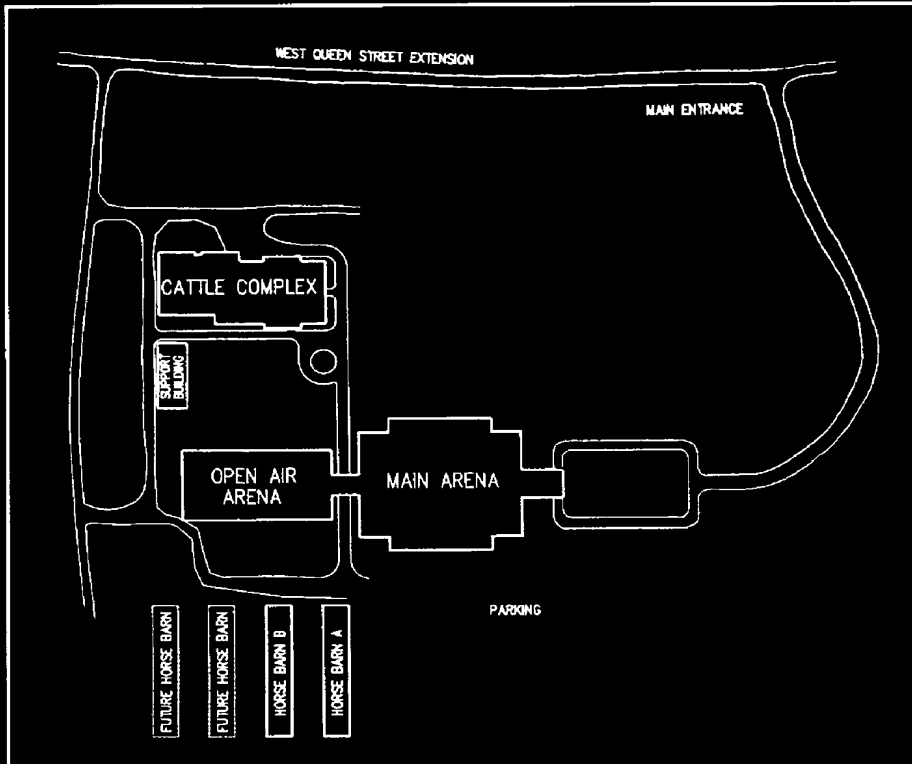 WEST QUEEN STREET EXTENSION
MAIN ENTRANCE
CATTLE COMPLEX
SUPPORT
BUILDING
OPEN AIR
ARENA
MAIN ARENA
PARKING
FUTURE HORSE BARN
FUTURE HORSE BARN
HORSE BARN B
HORSE BARN A